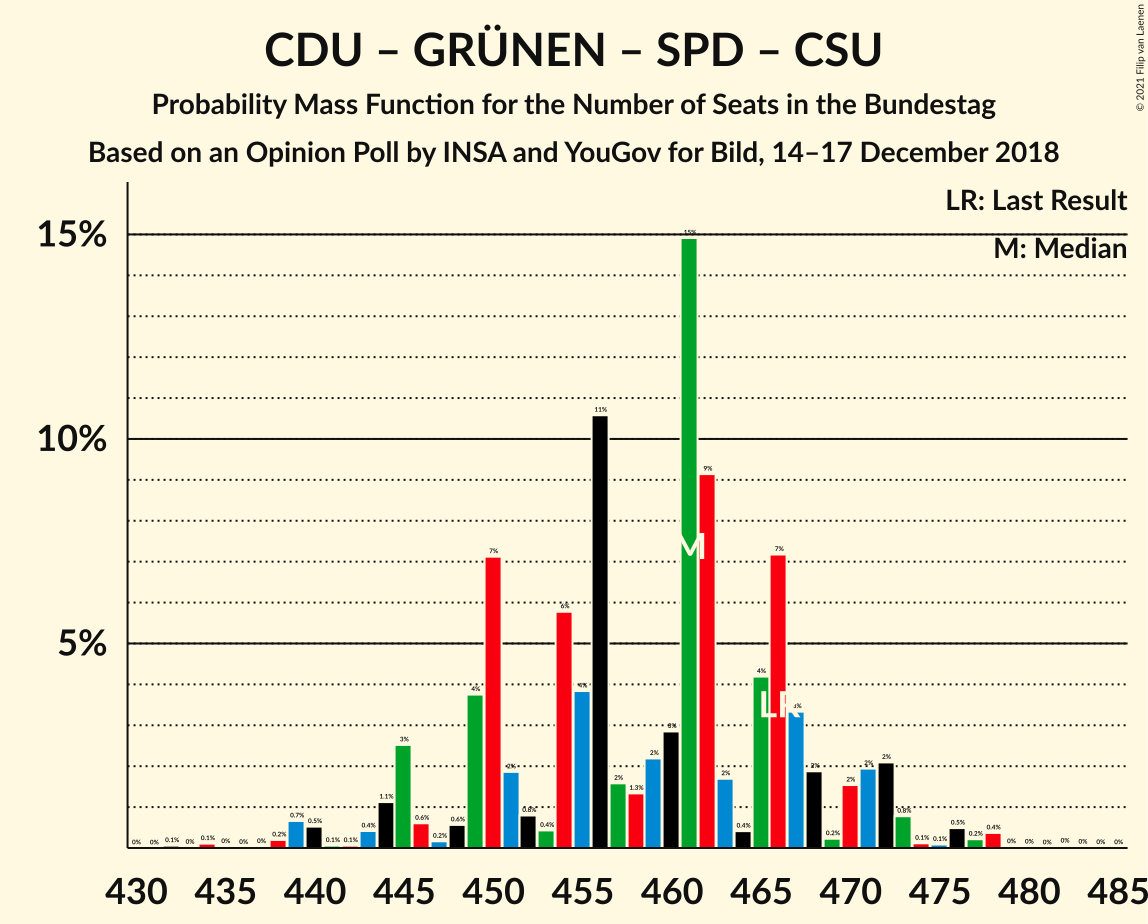 CDU – GRÜNEN – SPD – CSU
Probability Mass Function for the Number of Seats in the Bundestag
Based on an Opinion Poll by INSA and YouGov for Bild, 14–17 December 2018
© 2021 Filip van Laenen
LR: Last Result
M: Median
15%
10%
5%
0% 0% 0.1% 0% 0.1% 0% 0% 0% 0.2% 0.7% 0.5% 0.1% 0.1% 0.4% 1.1% 3% 0.6% 0.2% 0.6% 4% 7% 2% 0.8% 0.4% 6% 4% 11% 2% 1.3% 2% 3% 15% 9% 2% 0.4% 4% 7% 3% 2% 0.2% 2% 2% 2% 0.8% 0.1% 0.1% 0.5% 0.2% 0.4% 0% 0% 0% 0% 0% 0% 0%
M
LR
430 435 440 445 450 455 460 465 470 475 480 485